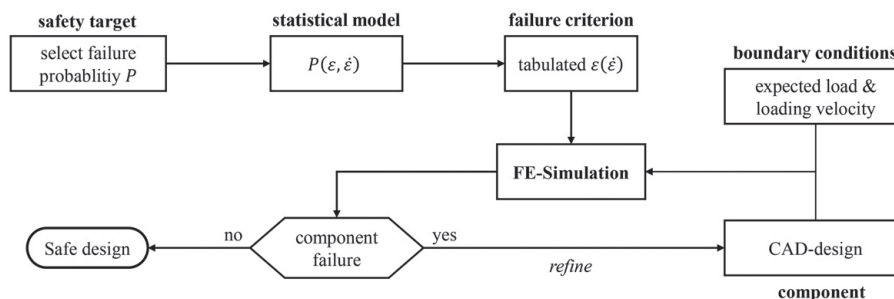 safety target
select failure
probablitiy P
statistical model
P(ε, ε̇)
failure criterion
tabulated ε(ε̇)
boundary conditions
expected load &
loading velocity
FE-Simulation
Safe design
no
component
failure
yes
refine
CAD-design
component